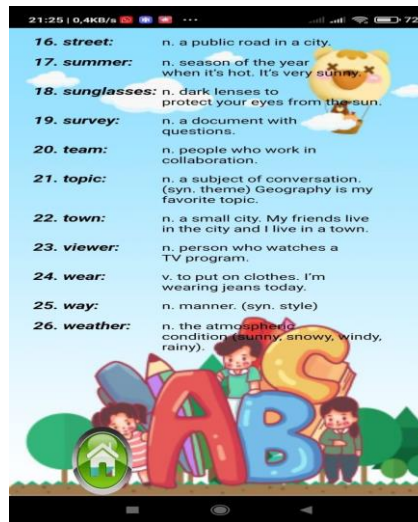 21:25 | 0,4KB/s ... 72
16. street: n. a public road in a city.
17. summer: n. season of the year
when it's hot. It's very sunny.
18. sunglasses: n. dark lenses to
protect your eyes from the sun.
19. survey: n. a document with
questions.
20. team: n. people who work in
collaboration.
21. topic: n. a subject of conversation.
(syn. theme) Geography is my
favorite topic.
22. town: n. a small city. My friends live
in the city and I live in a town.
23. viewer: n. person who watches a
TV program.
24. wear: v. to put on clothes. I'm
wearing jeans today.
25. way: n. manner. (syn. style)
26. weather: n. the atmospheric
condition (sunny, snowy, windy,
rainy).
ABC